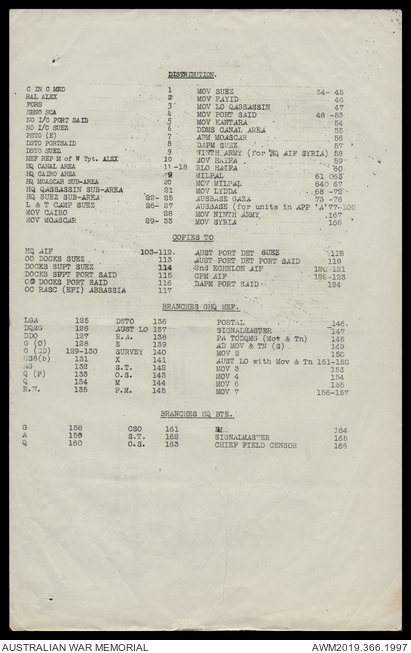 DISTRIBUTION.
C IN C MED 1 MOV SUEZ 34- 45
RAL ALEX 2 MOV FAYID 46
FORS 3 MOV LO QASSASSIN 47
SBNO SCA 4 MOV PORT SAID 48 -53
NO I/C PORT SAID 5 MOV KANTARA 54
NO I/C SUEZ 6 DDMS CANAL AREA 55
PSTO (E) 7 APM MOASCAR 56
DSTO PORTSAID 8 DAPM SUEZ 57
DSTO SUEZ 9 NINTH ARMY (for HQ AIF SYRIA) 58
MEF REP M of W Tpt. ALEX 10 MOV HAIFA 59
HQ CANAL AREA 11 -18 RLO HAIFA 60
HQ CAIRO AREA 19 MILPAL 61
HQ MOASCAR SUB-AREA 20 MOV MILPAL 67
HQ QASSASSIN SUB-AREA 21 MOV LYDDA 68 -72
HQ SUEZ SUB-AREA 22- 25 AUSBASE GAZA 73 -76
L & T CAMP SUEZ 26- 27 AUSBASE (for units in APP 'A'77-102
MOV CAIRO 28 MOV NINTH ARMY .167
MOV MOASCAR 29- 33 MOV SYRIA 168
COPIES TO
HQ AIF 103-112. AUST PORT DET SUEZ 118
OO DOCKS SUEZ 113 AUST PORT DET PORT SAID 119
DOCKS SUPT SUEZ 114 2nd ECHELON AIF 120-121
DOCKS SUPT PORT SAID 115 CPM AIF 122-123
OC DOCKS PORT SAID 116 DAPM PORT SAID 124
OC RASC (EFI) ABBASSIA 117
BRANCHES GHQ MEF.
LGA 125 DSTO 136 POSTAL 146.
DQMG 126 AUST LO 137 SIGNALMASTER 147
DDO 127 R.A. 138 PA TODQMG (Mov & Tn) 148
G (O) 128 E 139 AD MOV & TN (S) 149
G (SD) 129-130 SURVEY 140 MOV 2 150
GS8(b) 131 X 141 AUST LO with Mov & Tn 151-152
AG 132 S.T. 142 MOV 3 153
Q (P) 133 O.S. 143 MOV 4 154
Q 134 M 144 MOV 6 155
135 P.M. 145 MOV 7 156-157
BRANCHES HQ BTE.
G 158 CSO 161 164
A 159 S.T. 162 SIGNALMASTER 165
Q 160 O.S. 163 CHIEF FIELD CENSOR 166
AUSTRALIAN WAR MEMORIAL AWM2019.366.1997